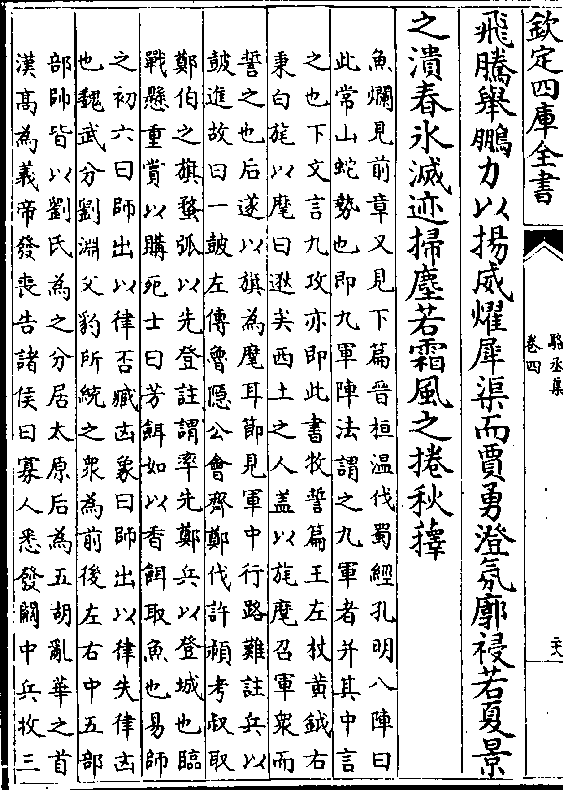 欽定四庫全書
駱丞集
卷四
飛騰舉鵬力以揚威燿犀渠而賈勇澄氛廓祲若夏景
之潰春氷滅迹掃塵若霜風之捲秋蘀
魚爛見前章又見下篇晉桓温伐蜀經孔明八陣曰
此常山蛇勢也即九軍陣法謂之九軍者并其中言
之也下文言九攻亦即此書牧誓篇王左杖黄鉞右
秉白旄以麾曰逖矣西土之人盖以旄麾召軍衆而
誓之也后遂以旗為麾耳節見軍中行路難註兵以
鼓進故曰一鼓左傳魯隱公會齊鄭伐許頴考叔取
鄭伯之旗蝥弧以先登註謂率先鄭兵以登城也臨
戰懸重賞以購死士曰芳餌如以香餌取魚也易師
之初六曰師出以律否臧凶象曰師出以律失律凶
也魏武分劉淵父豹所統之衆為前後左右中五部
部帥皆以劉氏為之分居太原后為五胡亂華之首
漢高為義帝發喪告諸侯曰寡人悉發關中兵收三